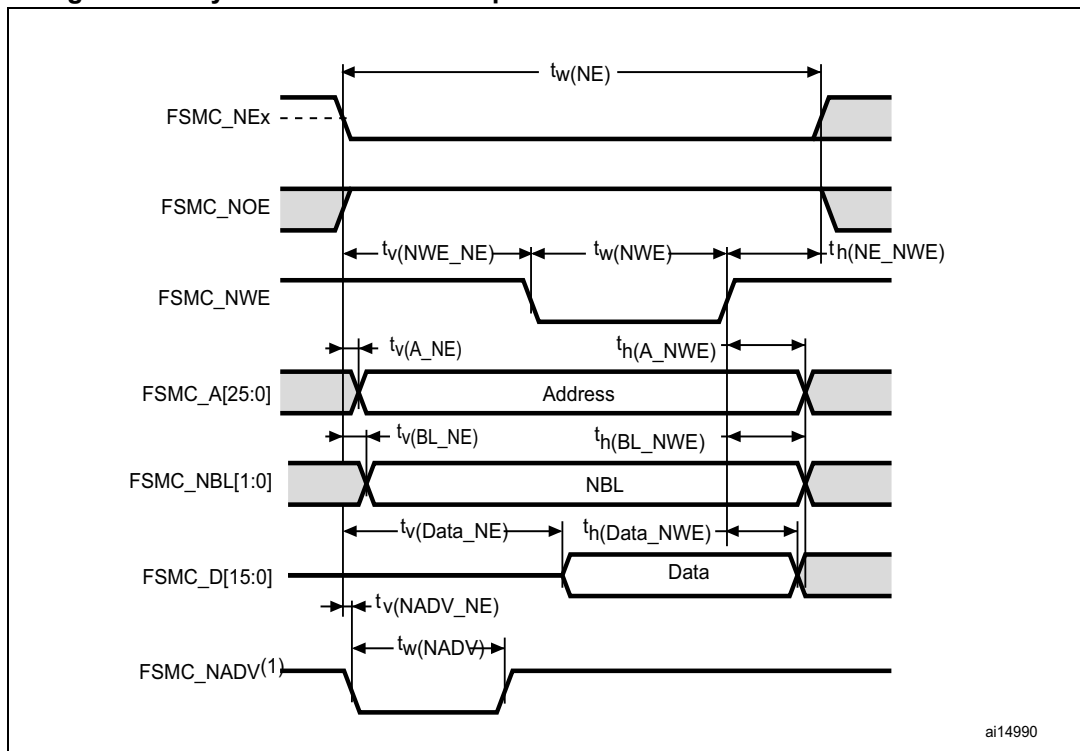 tw(NE)
FSMC_NEx
FSMC_NOE
tv(NWE_NE) tw(NWE) th(NE_NWE)
FSMC_NWE
tv(A_NE) th(A_NWE)
FSMC_A[25:0] Address
tv(BL_NE) th(BL_NWE)
FSMC_NBL[1:0] NBL
tv(Data_NE) th(Data_NWE)
FSMC_D[15:0] Data
tv(NADV_NE)
tw(NADV)
FSMC_NADV(1)
ai14990